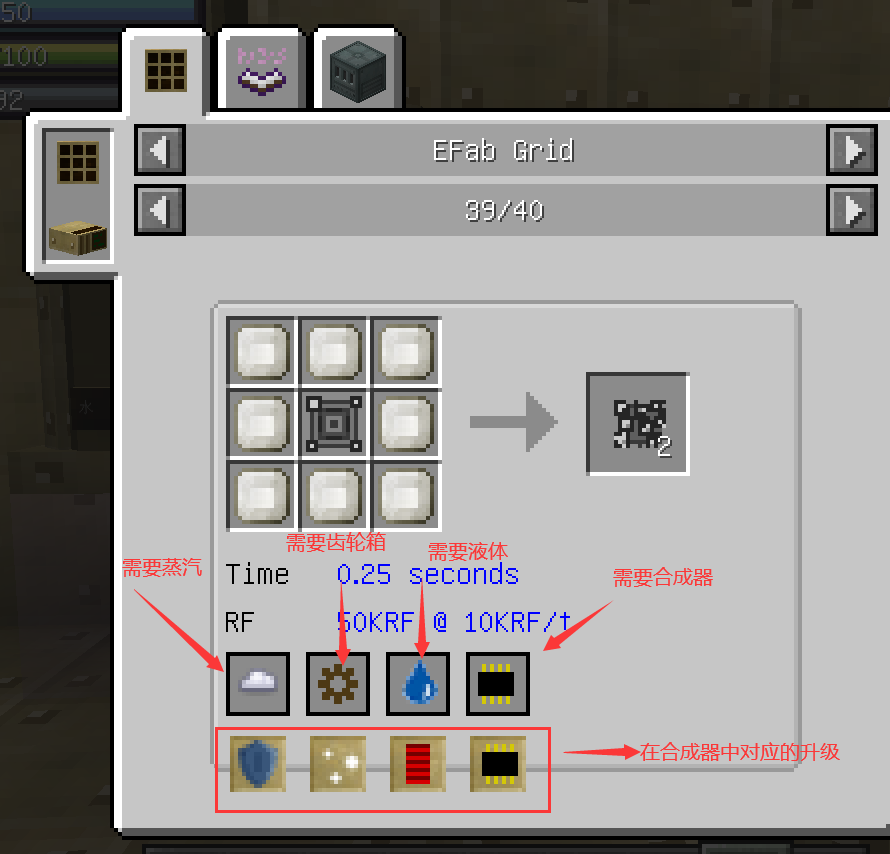 50
/100
92
EFab Grid
39/40
水
2
需要齿轮箱
需要液体
需要蒸汽
Time 0.25 seconds
需要合成器
RF 50KRF @ 10KRF/t
在合成器中对应的升级